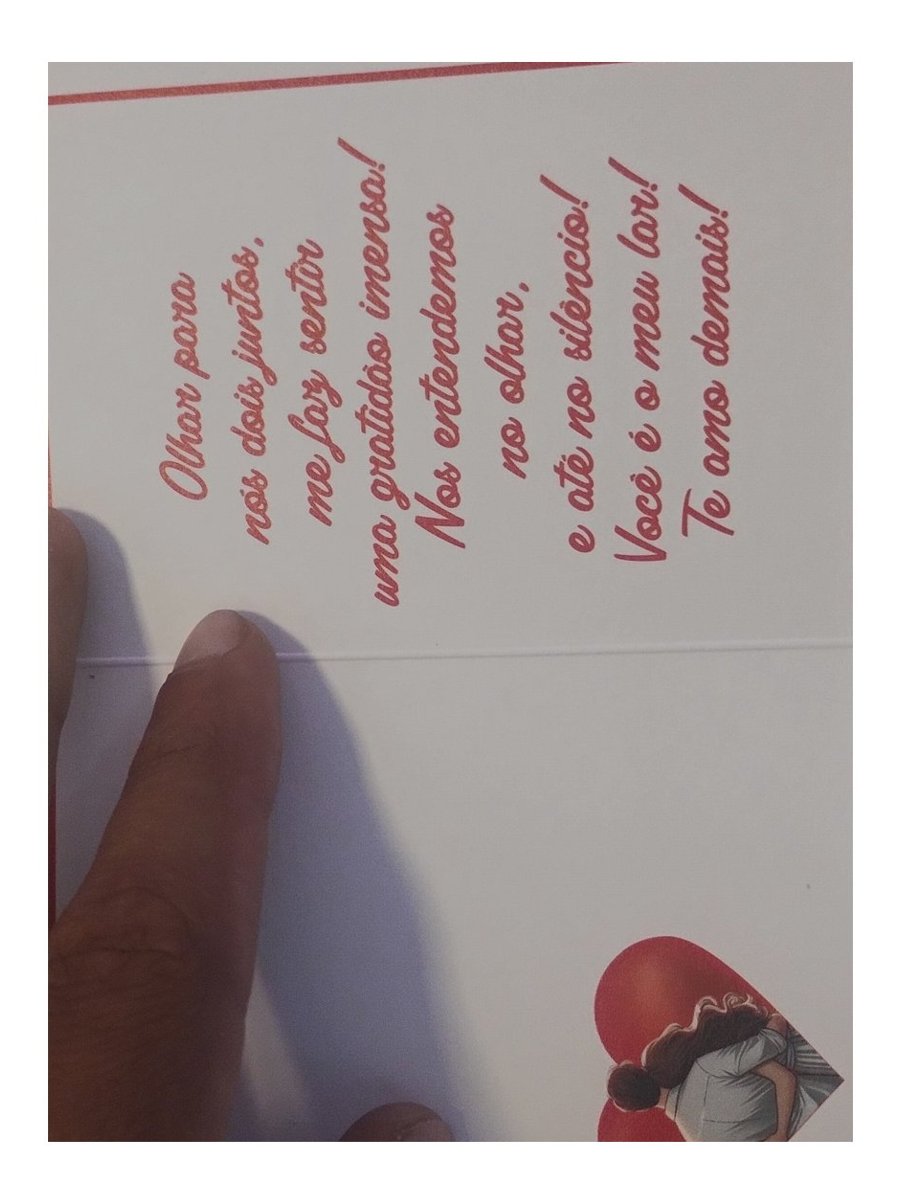 Olhar para
nós dois juntos,
me faz sentir
uma gratidão imensa!
Nos entendemos
no olhar,
e até no silêncio!
Você é o meu lar!
Te amo demais!